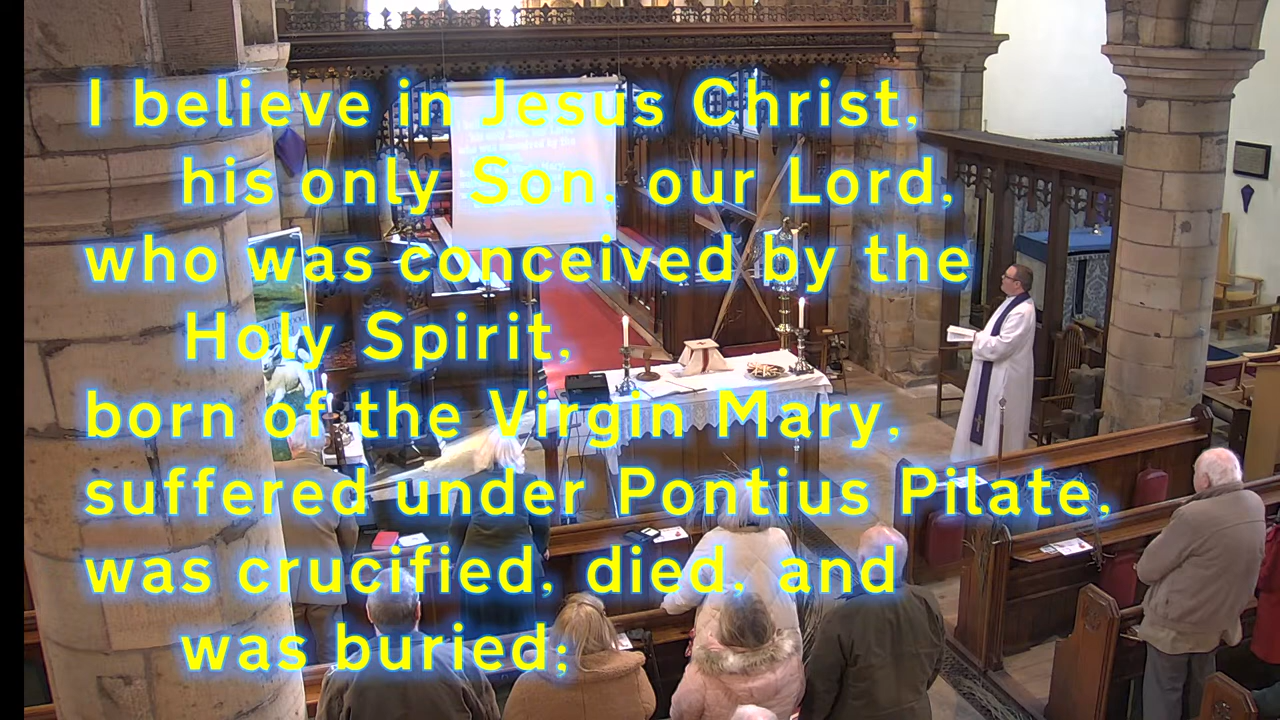 I believe in Jesus Christ,
his only Son, our Lord,
who was conceived by the
Holy Spirit,
born of the Virgin Mary,
suffered under Pontius Pilate,
was crucified, died, and
was buried;